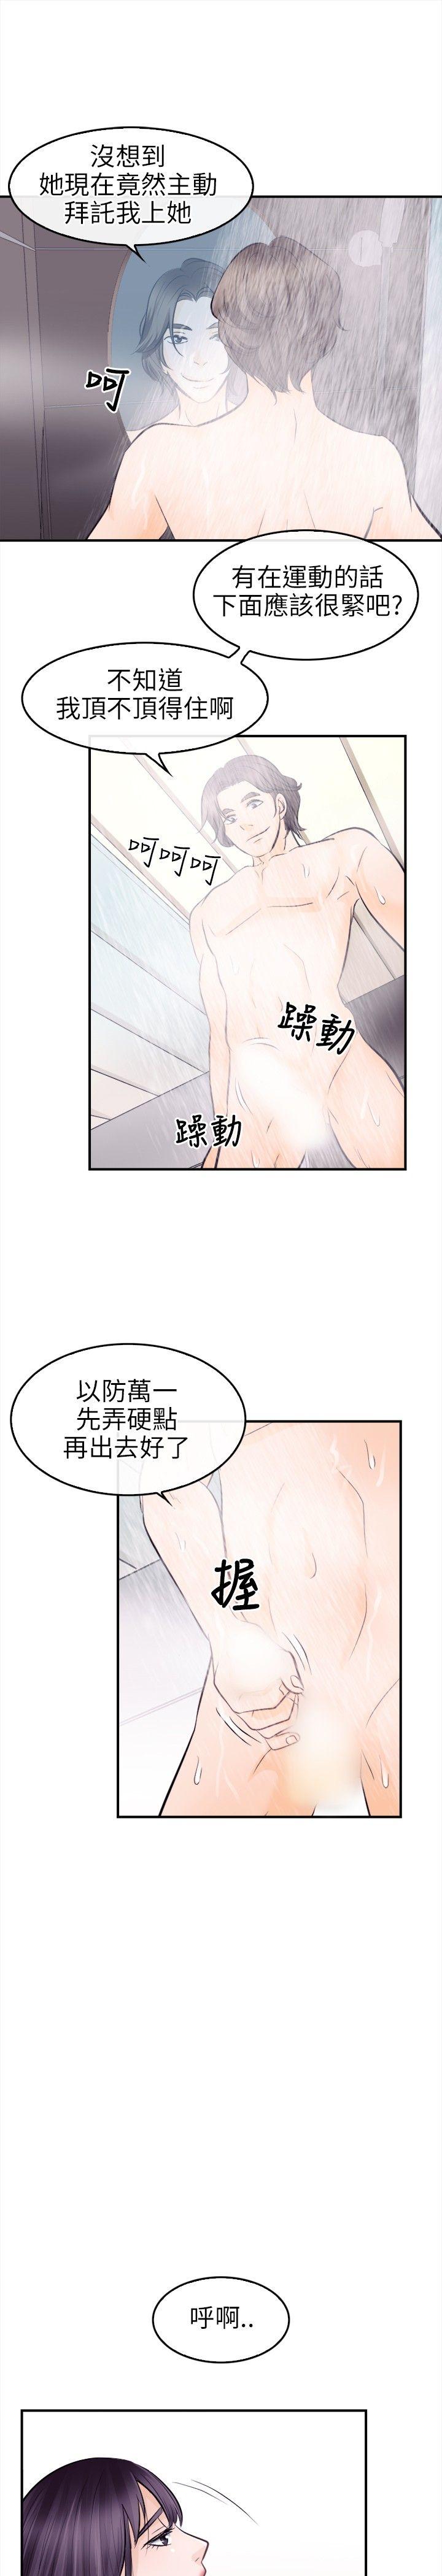 沒想到
她現在竟然主動
拜託我上她
呵
有在運動的話
下面應該很緊吧?
不知道
我頂不頂得住啊
呵呵呵
躁動
躁動
以防萬一
先弄硬點
再出去好了
握
呼啊..